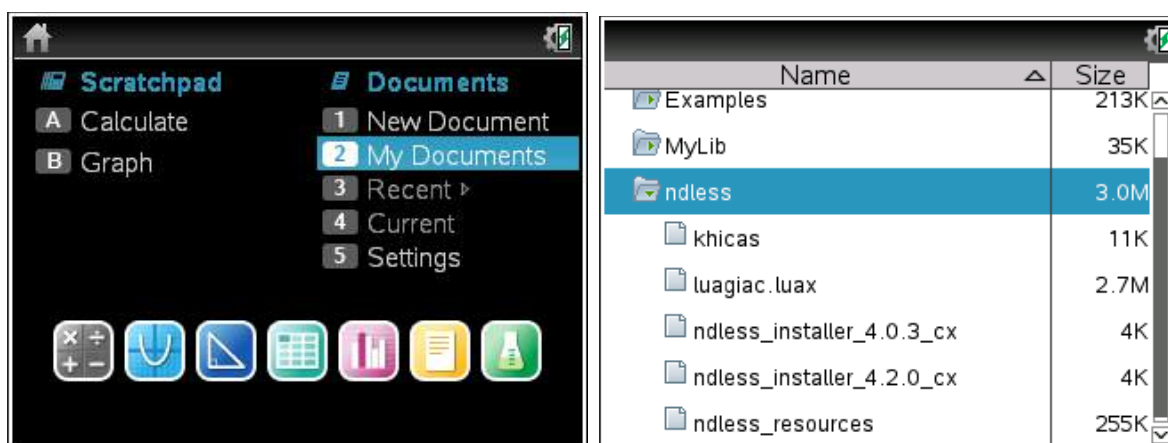 Scratchpad
A Calculate
B Graph
Documents
1 New Document
2 My Documents
3 Recent ▹
4 Current
5 Settings
Name Size
Examples 213K
MyLib 35K
ndless 3.0M
khicas 11K
luagiac.luax 2.7M
ndless_installer_4.0.3_cx 4K
ndless_installer_4.2.0_cx 4K
ndless_resources 255K